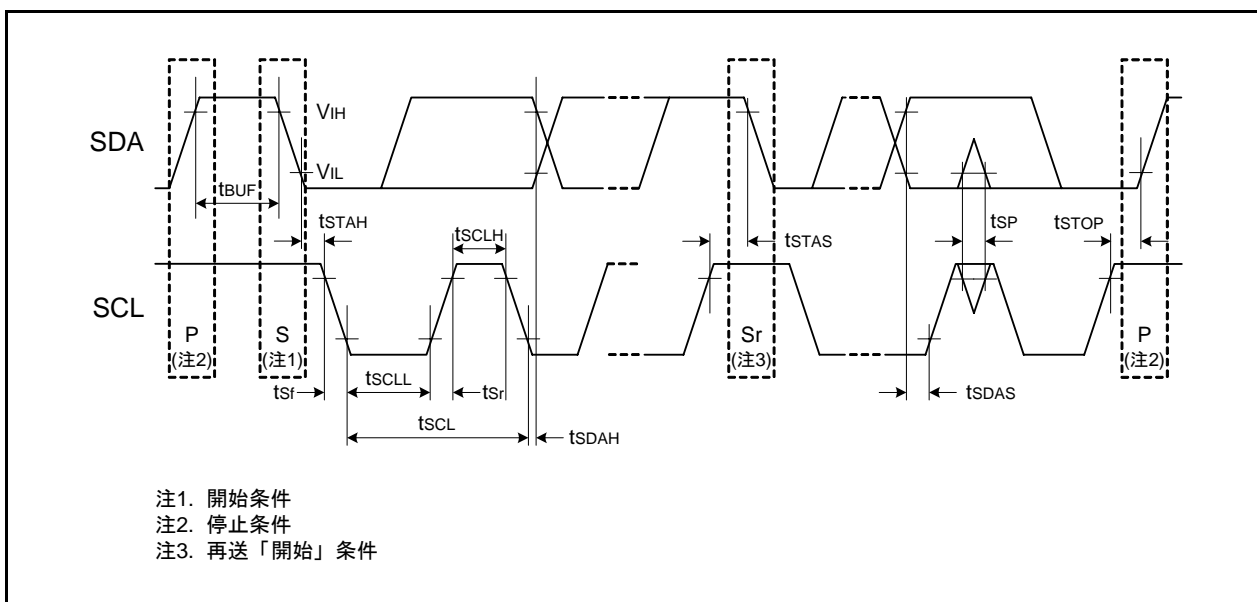 VIH
SDA
VIL
tBUF
tSTAH
tSCLH
tSTAS
tSP
tSTOP
SCL
P
(注2)
S
(注1)
Sr
(注3)
P
(注2)
tSf
tSCLL
tSr
tSDAS
tSCL
tSDAH
注1. 開始条件
注2. 停止条件
注3. 再送「開始」条件